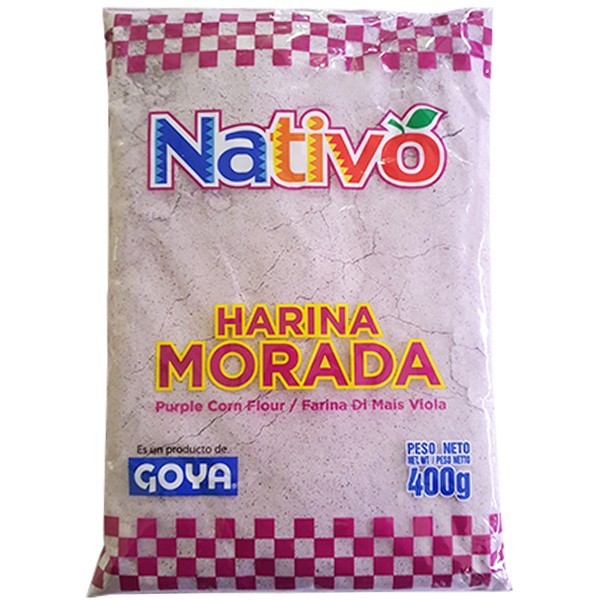 Nativo
HARINA
MORADA
Purple Corn Flour / Farina Di Mais Viola
Es un producto de
GOYA
PESO NETO
NET. WT / PESO NETTO
400g